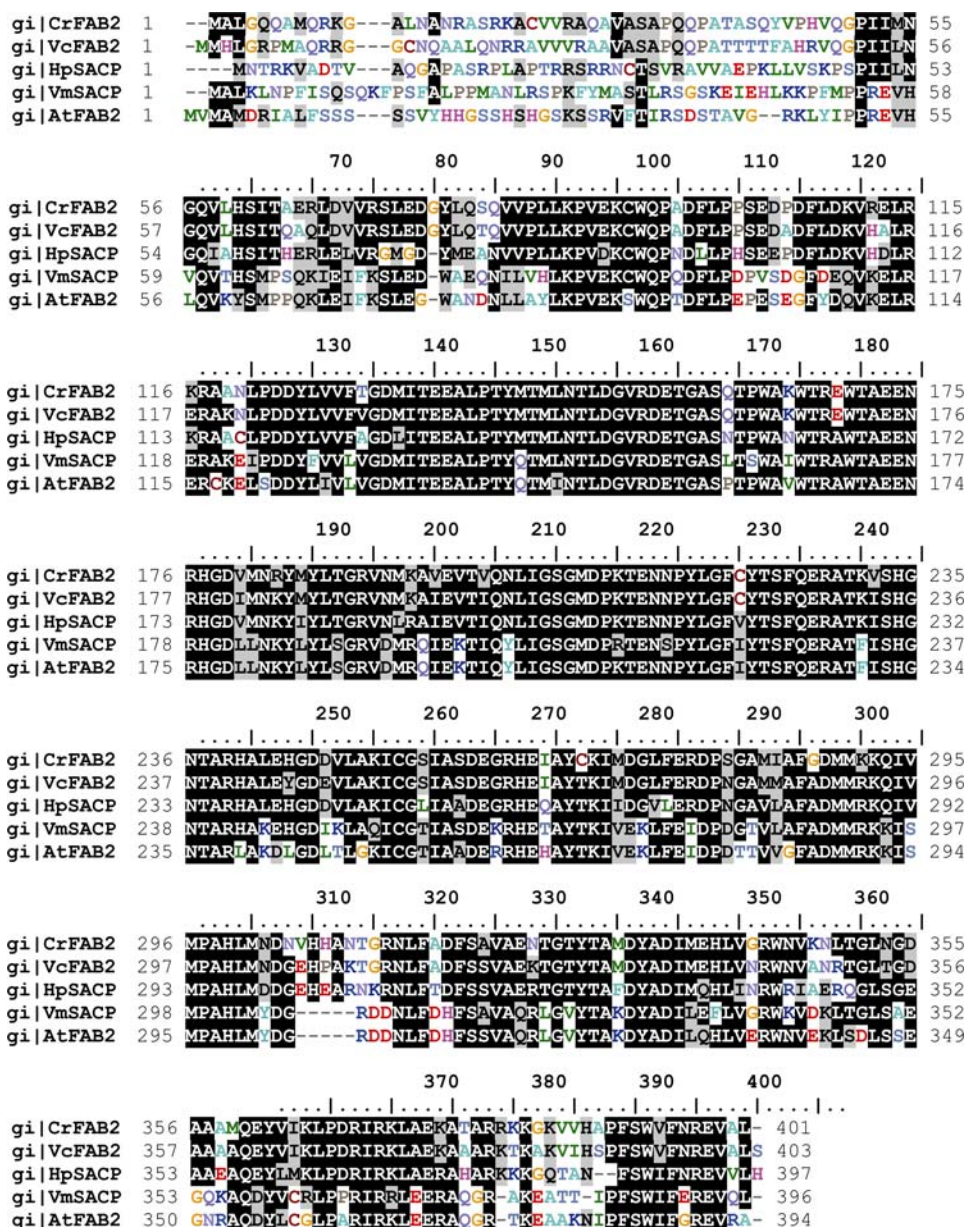 gi|CrFAB2 1 --MALGQQAMQRKG---ALNANRASRKACVVRAQAVASAPQQPATASQYVPHVQGPIIMN 55
gi|VcFAB2 1 -MMHLGRPMAQRRG---GCNQAALQNRRAVVVRAAVASAPQQPATTTTFAHRVQGPIILN 56
gi|HpSACP 1 ----MNTRKVADTV---AQGAPASRPLAPTRRSRRNCTSVRAVVAEPKLLVSKPSPIILN 53
gi|VmSACP 1 --MALKLNPFISQSQKFPSFALPPMANLRSPKFYMASTLRSGSKEIEHLKKPFMPPREVH 58
gi|AtFAB2 1 MVMAMDRIALFSSS---SSVYHHGSSHSHGSKSSRVFTIRSDSTAVG--RKLYIPPREVH 55
70 80 90 100 110 120
gi|CrFAB2 56 GQVLHSITAERLDVVRSLEDGYLQSQVVPLLKPVEKCWQPADFLPPSEDPDFLDKVRELR 115
gi|VcFAB2 57 GQVLHSITQAQLDVVRSLEDGYLQTQVVPLLKPVEKCWQPADFLPPSEDADFLDKVHALR 116
gi|HpSACP 54 GQIAHSITHERLELVRGMGD-YMEANVVPLLKPVDKCWQPNDLLPHSEEPDFLDKVHDLR 112
gi|VmSACP 59 VQVTHSMPSQKIEIFKSLED-WAEQNILVHLKPVEKCWQPQDFLPDPVSDGFDEQVKELR 117
gi|AtFAB2 56 LQVKYSMPPQKLEIFKSLEG-WANDNLLAYLKPVEKSWQPTDFLPEPESEGFYDQVKELR 114
130 140 150 160 170 180
gi|CrFAB2 116 KRAANLPDDYLVVFTGDMITEEALPTYMTMLNTLDGVRDETGASQTPWAKWTREWTAEEN 175
gi|VcFAB2 117 ERAKNLPDDYLVVFVGDMITEEALPTYMTMLNTLDGVRDETGASQTPWAKWTREWTAEEN 176
gi|HpSACP 113 KRAACLPDDYLVVFAGDLITEEALPTYMTMLNTLDGVRDETGASNTPWANWTRAWTAEEN 172
gi|VmSACP 118 ERAKEIPDDYFVVLVGDMITEEALPTYQTMLNTLDGVRDETGASLTSWAIWTRAWTAEEN 177
gi|AtFAB2 115 ERCKELSDDYLIVLVGDMITEEALPTYQTMINTLDGVRDETGASPTPWAVWTRAWTAEEN 174
190 200 210 220 230 240
gi|CrFAB2 176 RHGDVMNRYMYLTGRVNMKAVEVTVQNLIGSGMDPKTENNPYLGFCYTSFQERATKVSHG 235
gi|VcFAB2 177 RHGDIMNKYMYLTGRVNMKAIEVTIQNLIGSGMDPKTENNPYLGFCYTSFQERATKISHG 236
gi|HpSACP 173 RHGDVMNKYIYLTGRVNLRAIEVTIQNLIGSGMDPKTENNPYLGFVYTSFQERATKISHG 232
gi|VmSACP 178 RHGDLLNKYLYLSGRVDMRQIEKTIQYLIGSGMDPRTENSPYLGFIYTSFQERATFISHG 237
gi|AtFAB2 175 RHGDLLNKYLYLSGRVDMRQIEKTIQYLIGSGMDPKTENNPYLGFIYTSFQERATFISHG 234
250 260 270 280 290 300
gi|CrFAB2 236 NTARHALEHGDDVLAKICGSIASDEGRHEIAYCKIMDGLFERDPSGAMIAFGDMMKKQIV 295
gi|VcFAB2 237 NTARHALEYGDEVLAKICGSIASDEGRHEIAYTKIMDGLFERDPNGAMMAFADMMRKQIV 296
gi|HpSACP 233 NTARHALEHGDDVLAKICGLIAADEGRHEQAYTKIIDGVLERDPNGAVLAFADMMRKQIV 292
gi|VmSACP 238 NTARHAKEHGDIKLAQICGTIASDEKRHETAYTKIVEKLFEIDPDGTVLAFADMMRKKIS 297
gi|AtFAB2 235 NTARLAKDLGDLTLGKICGTIAADERRHEHAYTKIVEKLFEIDPDTTVVGFADMMRKKIS 294
310 320 330 340 350 360
gi|CrFAB2 296 MPAHLMNDNVHHANTGRNLFADFSAVAENTGTYTAMDYADIMEHLVGRWNVKNLTGLNGD 355
gi|VcFAB2 297 MPAHLMNDGEHPAKTGRNLFADFSSVAEKTGTYTAMDYADIMEHLVNRWNVANRTGLTGD 356
gi|HpSACP 293 MPAHLMDDGEHEARNKRNLFTDFSSVAERTGTYTAFDYADIMQHLINRWRIAERQGLSGE 352
gi|VmSACP 298 MPAHLMYDG-----RDDNLFDHFSAVAQRLGVYTAKDYADILEFLVGRWKVDKLTGLSAE 352
gi|AtFAB2 295 MPAHLMYDG-----RDDNLFDHFSSVAQRLGVYTAKDYADILQHLVERWNVEKLSDLSSE 349
370 380 390 400
gi|CrFAB2 356 AAAMQEYVIKLPDRIRKLAEKATARRKKGKVVHAPFSWVFNREVAL- 401
gi|VcFAB2 357 AAAAQEYVIKLPDRIRKLAEKAAARKTKAKVIHSPFSWVFNREVALS 403
gi|HpSACP 353 AAEAQEYLMKLPDRIRKLAERAHARKKKGQTAN--FSWIFNREVVLH 397
gi|VmSACP 353 GQKAQDYVCRLPPRIRRLEERAQGR-AKEATT-IPFSWIFEREVQL- 396
gi|AtFAB2 350 GNRAQDYLCGLPARIRKLEERAQGR-TKEAAKNIPFSWIFGREVRA- 394